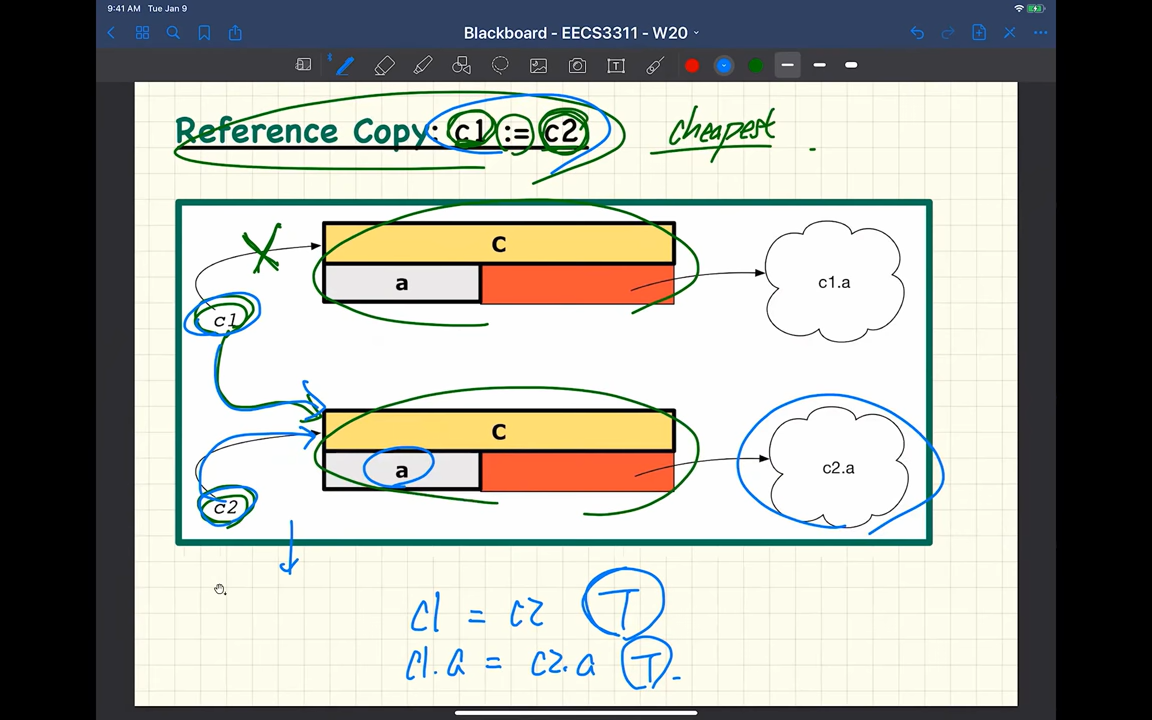 9:41 AM Tue Jan 9
Blackboard - EECS3311 - W20
T
Reference Copy: c1 := c2 cheapest
C
a
c1.a
c1
C
a
c2.a
c2
c1 = c2 T
c1.a = c2.a T.